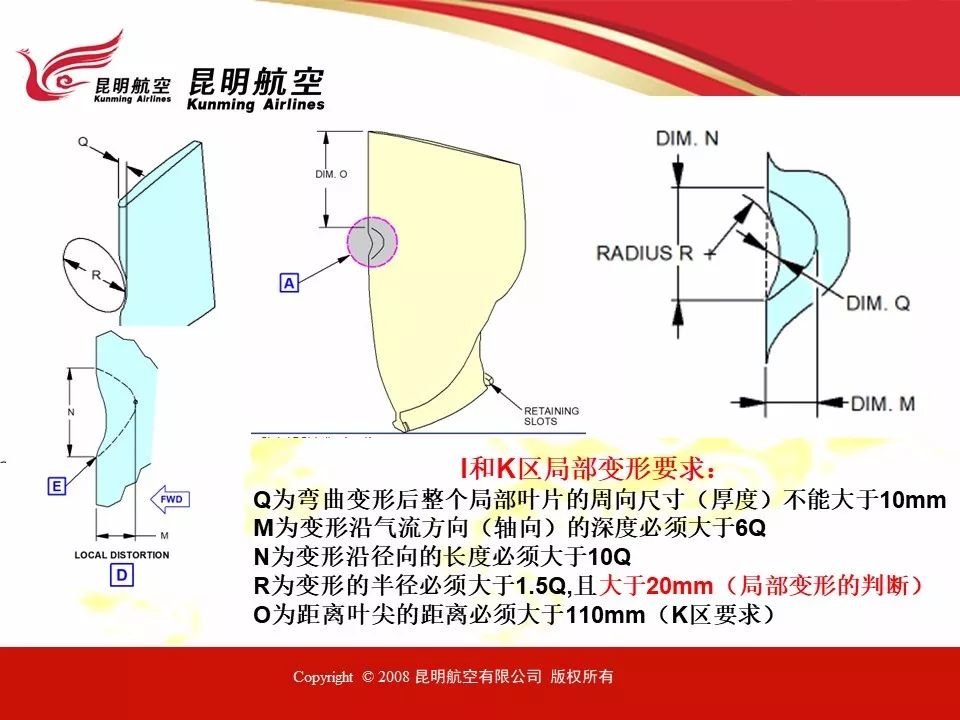 昆明航空
Kunming Airlines
昆明航空
Kunming Airlines
Q
R
DIM. O
A
RETAINING
SLOTS
DIM. N
RADIUS R
DIM. Q
DIM. M
N
E
FWD
M
LOCAL DISTORTION
D
I和K区局部变形要求：
Q为弯曲变形后整个局部叶片的周向尺寸（厚度）不能大于10mm
M为变形沿气流方向（轴向）的深度必须大于6Q
N为变形沿径向的长度必须大于10Q
R为变形的半径必须大于1.5Q,且大于20mm（局部变形的判断）
O为距离叶尖的距离必须大于110mm（K区要求）
Copyright © 2008 昆明航空有限公司 版权所有